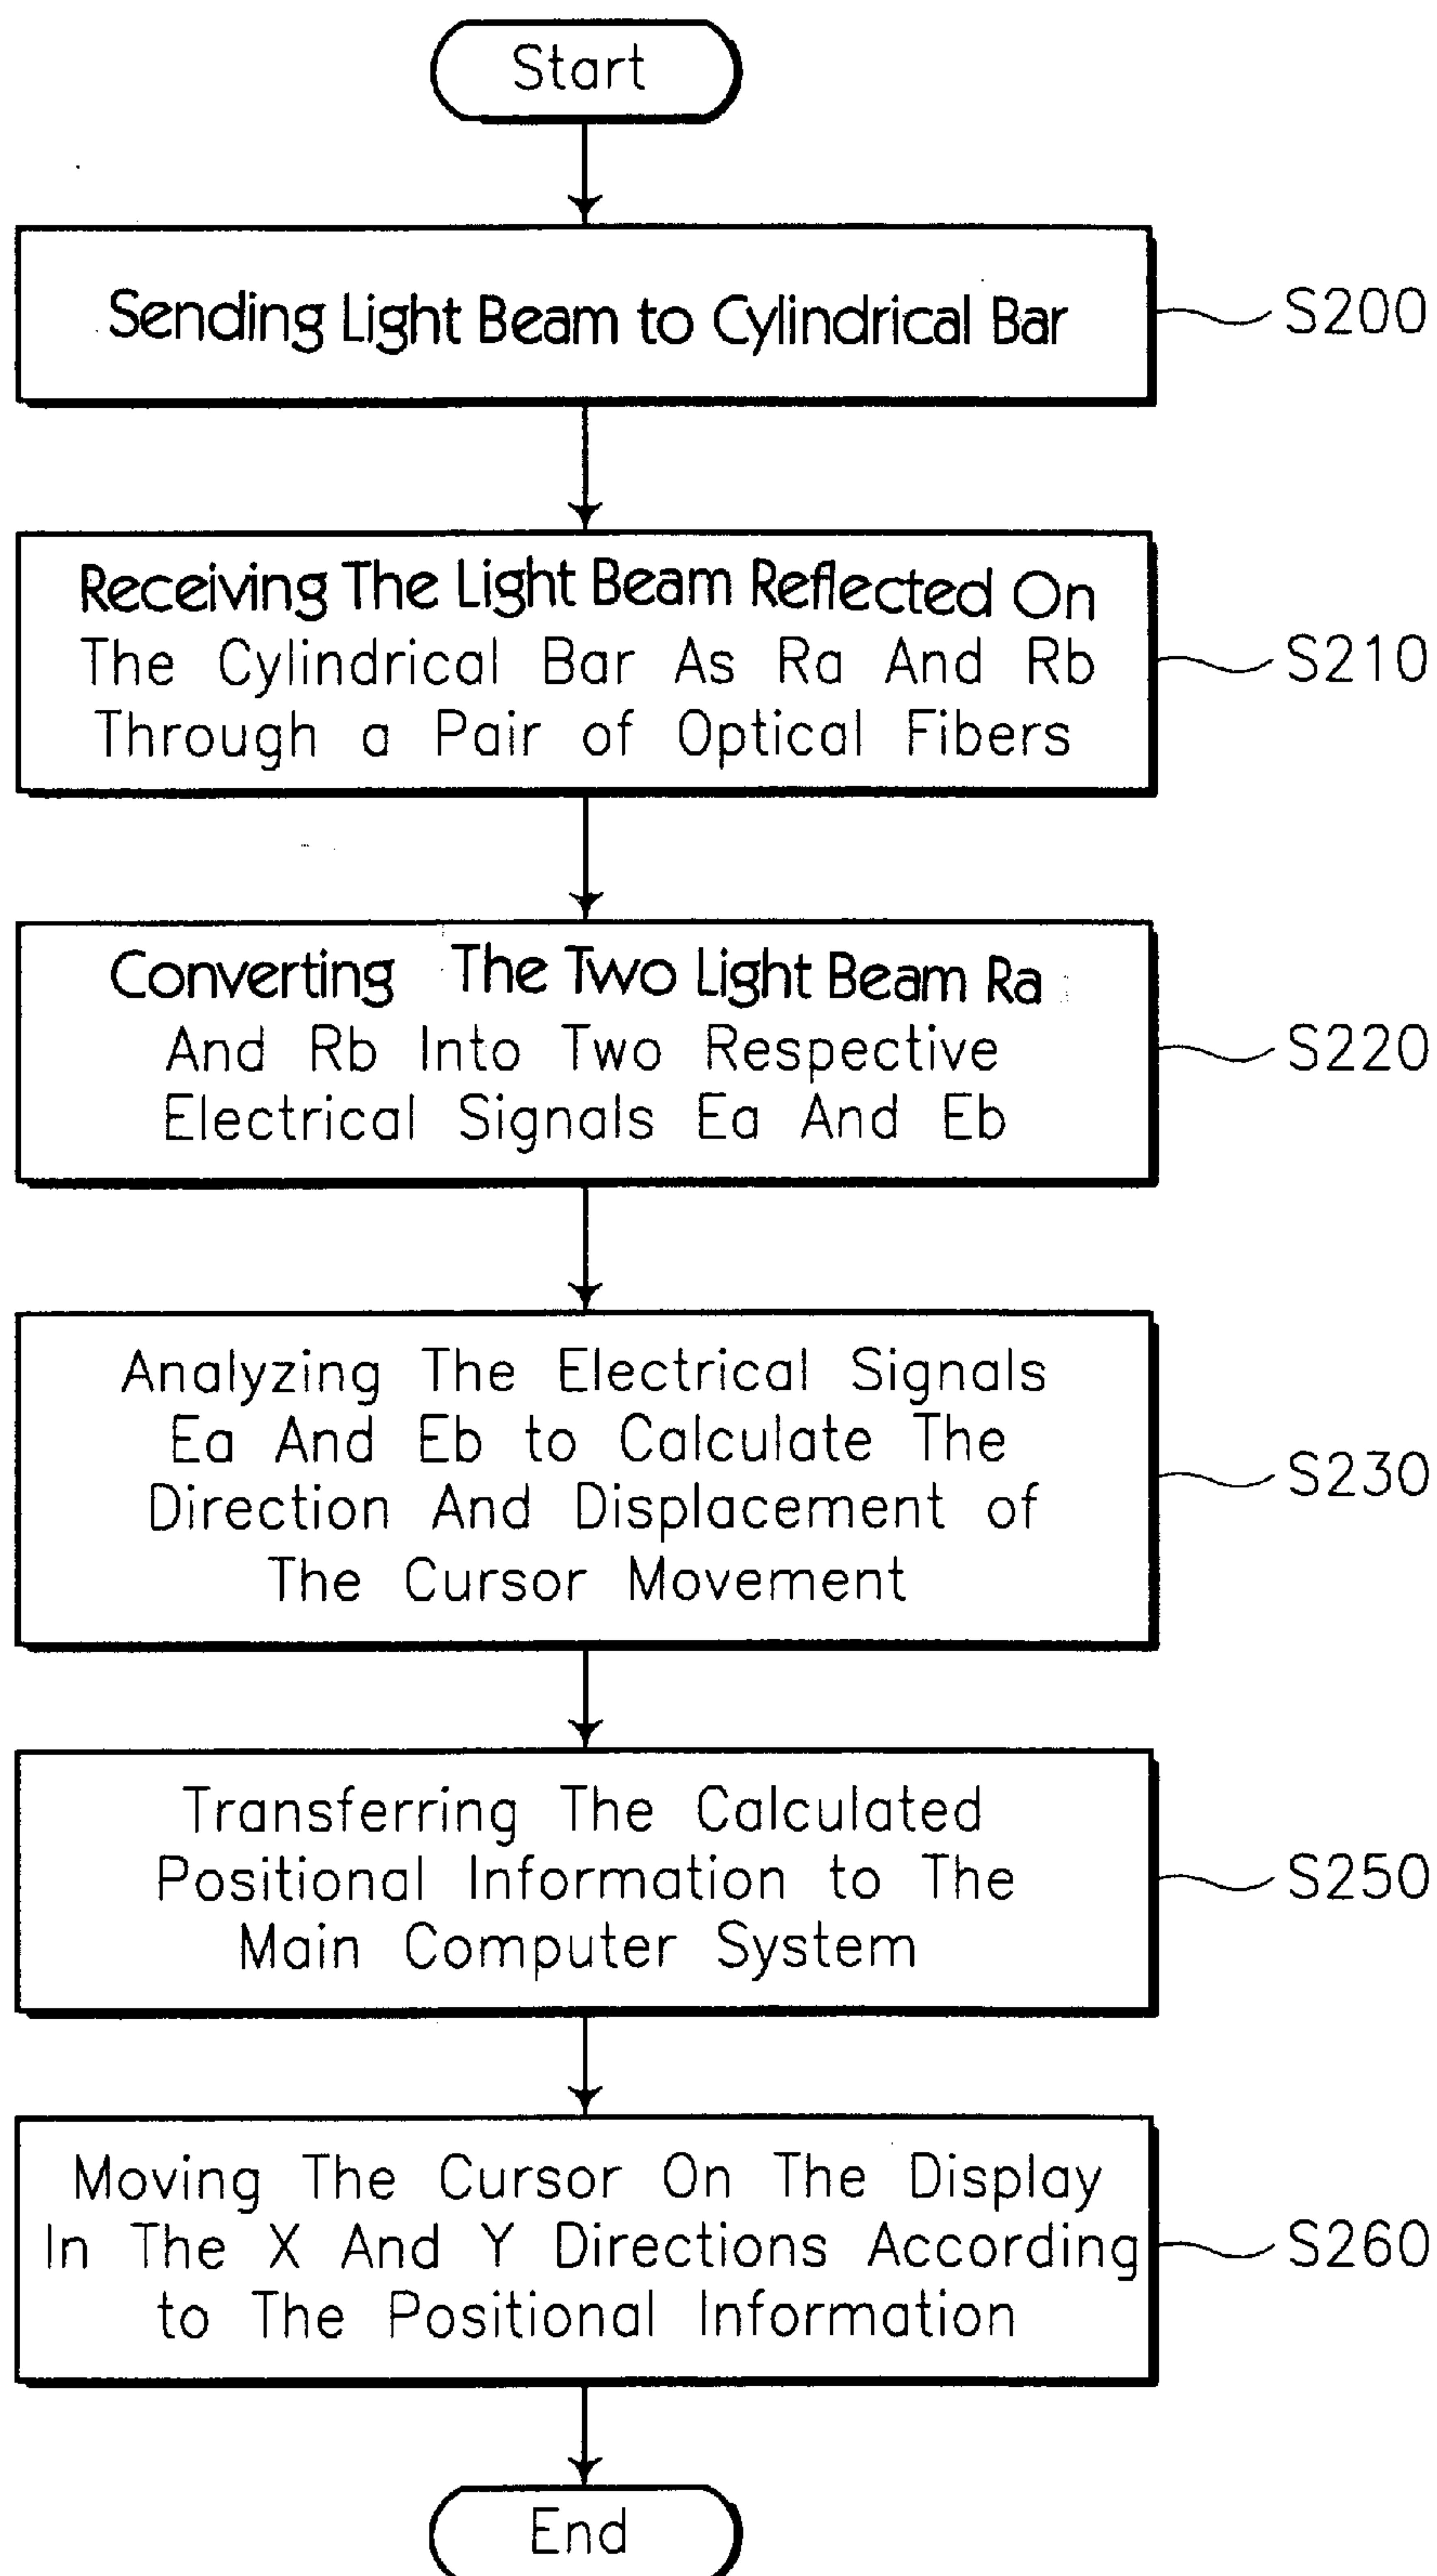 Start
Sending Light Beam to Cylindrical Bar
S200
Receiving The Light Beam Reflected On
The Cylindrical Bar As Ra And Rb
Through a Pair of Optical Fibers
S210
Converting The Two Light Beam Ra
And Rb Into Two Respective
Electrical Signals Ea And Eb
S220
Analyzing The Electrical Signals
Ea And Eb to Calculate The
Direction And Displacement of
The Cursor Movement
S230
Transferring The Calculated
Positional Information to The
Main Computer System
S250
Moving The Cursor On The Display
In The X And Y Directions According
to The Positional Information
S260
End